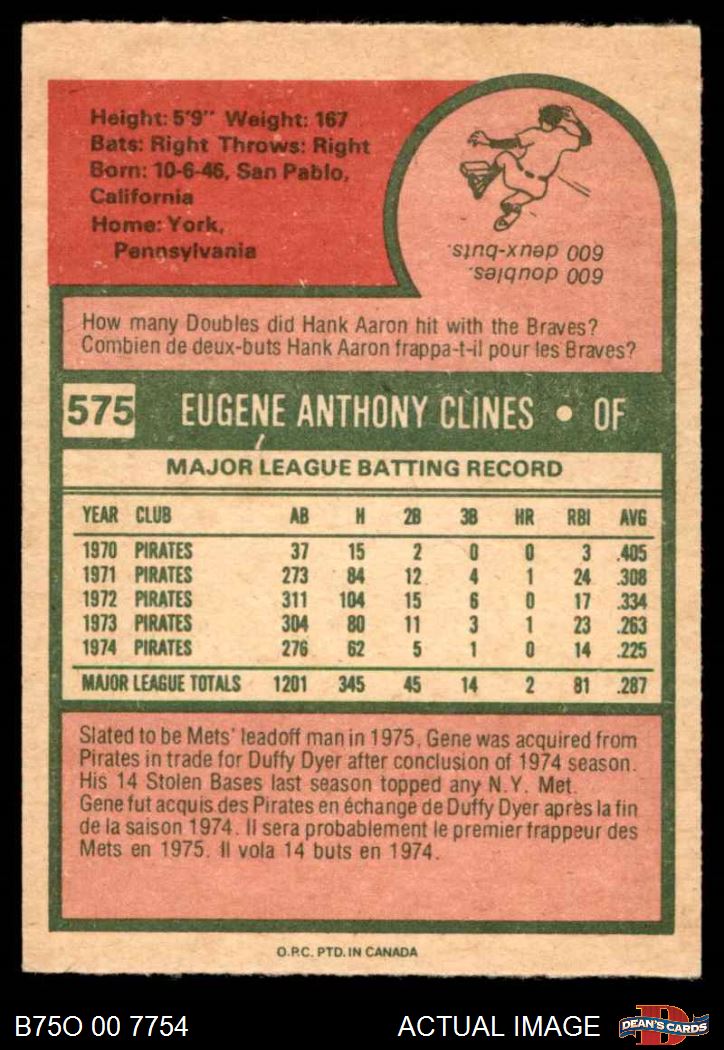 Height: 5'9" Weight: 167
Bats: Right Throws: Right
Born: 10-6-46, San Pablo,
California
Home: York,
Pennsylvania
600 doubles.
600 deux-buts.
How many Doubles did Hank Aaron hit with the Braves?
Combien de deux-buts Hank Aaron frappa-t-il pour les Braves?
575 EUGENE ANTHONY CLINES • OF
MAJOR LEAGUE BATTING RECORD
YEAR CLUB AB H 2B 3B HR RBI AVG
1970 PIRATES 37 15 2 0 0 3 .405
1971 PIRATES 273 84 12 4 1 24 .308
1972 PIRATES 311 104 15 6 0 17 .334
1973 PIRATES 304 80 11 3 1 23 .263
1974 PIRATES 276 62 5 1 0 14 .225
MAJOR LEAGUE TOTALS 1201 345 45 14 2 81 .287
Slated to be Mets' leadoff man in 1975, Gene was acquired from
Pirates in trade for Duffy Dyer after conclusion of 1974 season.
His 14 Stolen Bases last season topped any N.Y. Met.
Gene fut acquis des Pirates en échange de Duffy Dyer après la fin
de la saison 1974. Il sera probablement le premier frappeur des
Mets en 1975. Il vola 14 buts en 1974.
O.P.C. PTD. IN CANADA
B75O 00 7754 ACTUAL IMAGE D DEAN'S CARDS